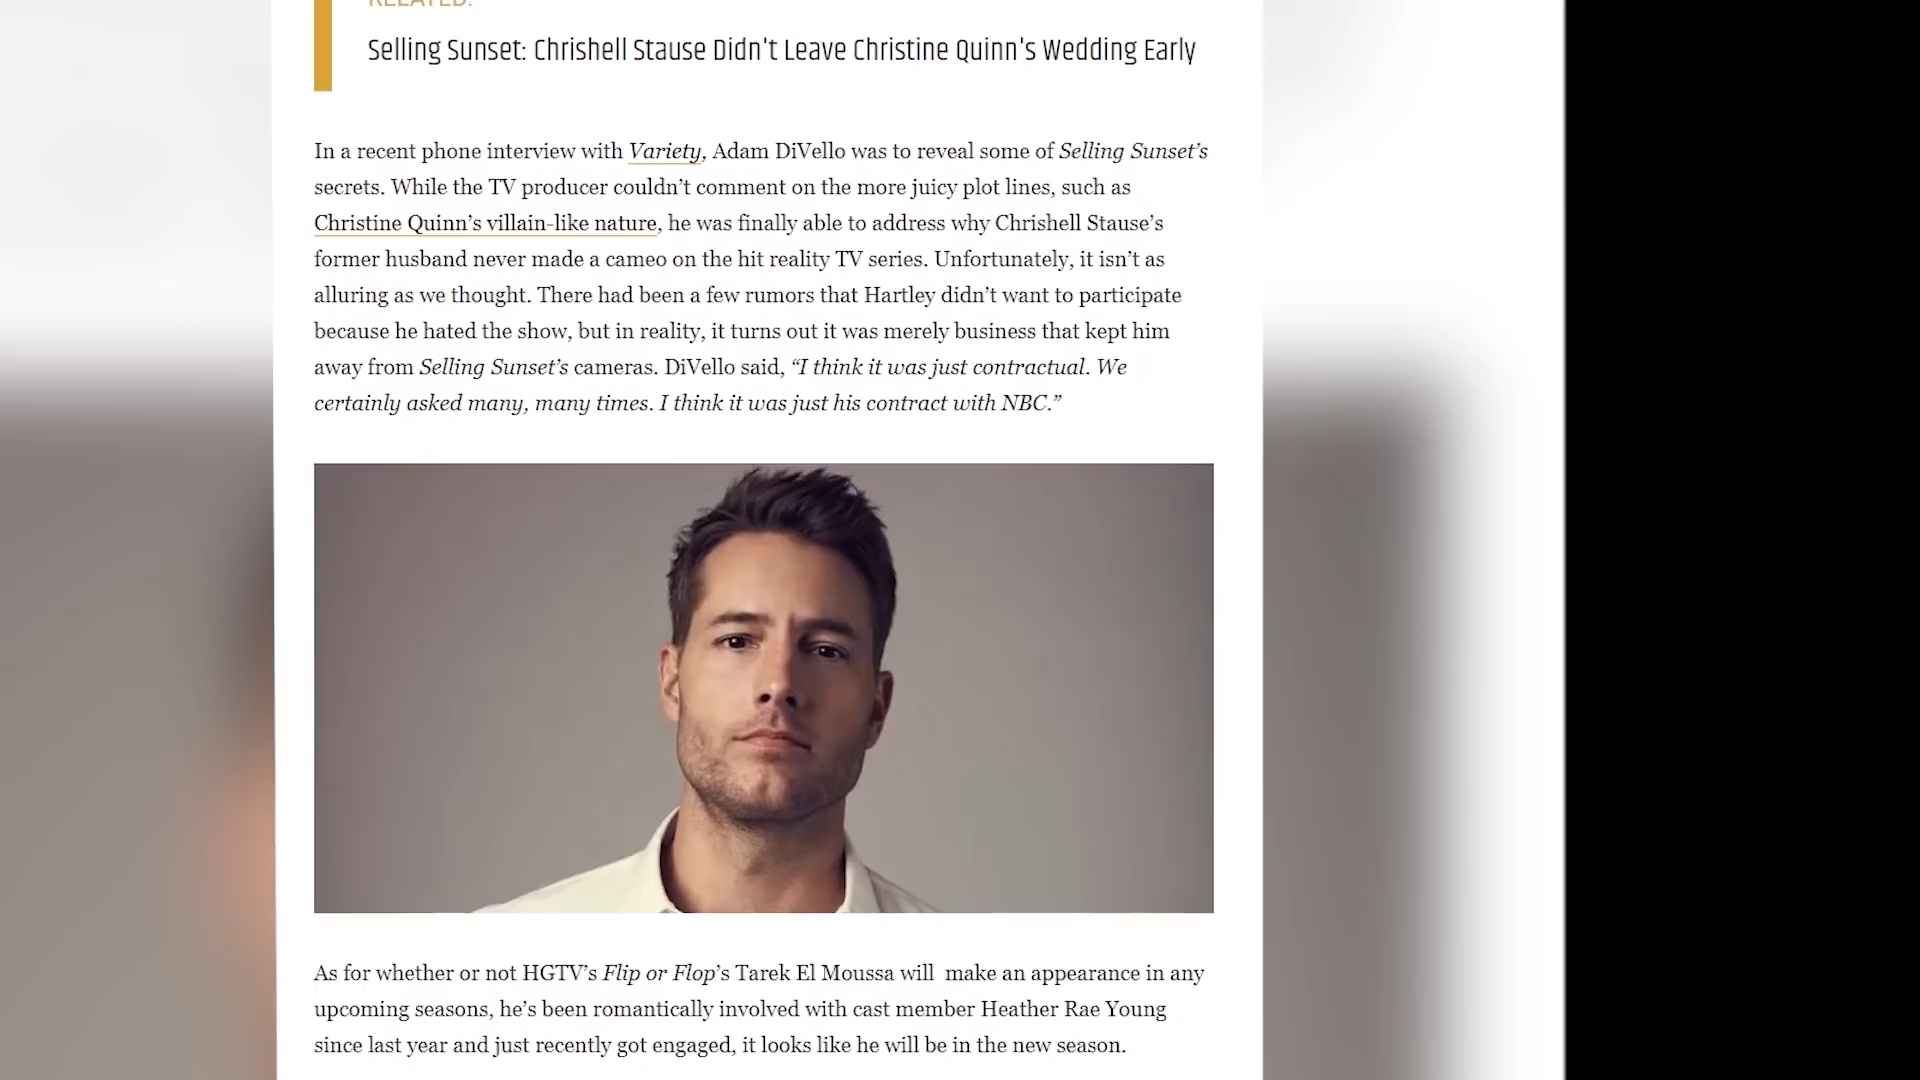 RELATED:
Selling Sunset: Chrishell Stause Didn't Leave Christine Quinn's Wedding Early
In a recent phone interview with Variety, Adam DiVello was to reveal some of Selling Sunset’s
secrets. While the TV producer couldn’t comment on the more juicy plot lines, such as
Christine Quinn’s villain-like nature, he was finally able to address why Chrishell Stause’s
former husband never made a cameo on the hit reality TV series. Unfortunately, it isn’t as
alluring as we thought. There had been a few rumors that Hartley didn’t want to participate
because he hated the show, but in reality, it turns out it was merely business that kept him
away from Selling Sunset’s cameras. DiVello said, “I think it was just contractual. We
certainly asked many, many times. I think it was just his contract with NBC.”
As for whether or not HGTV’s Flip or Flop’s Tarek El Moussa will make an appearance in any
upcoming seasons, he’s been romantically involved with cast member Heather Rae Young
since last year and just recently got engaged, it looks like he will be in the new season.